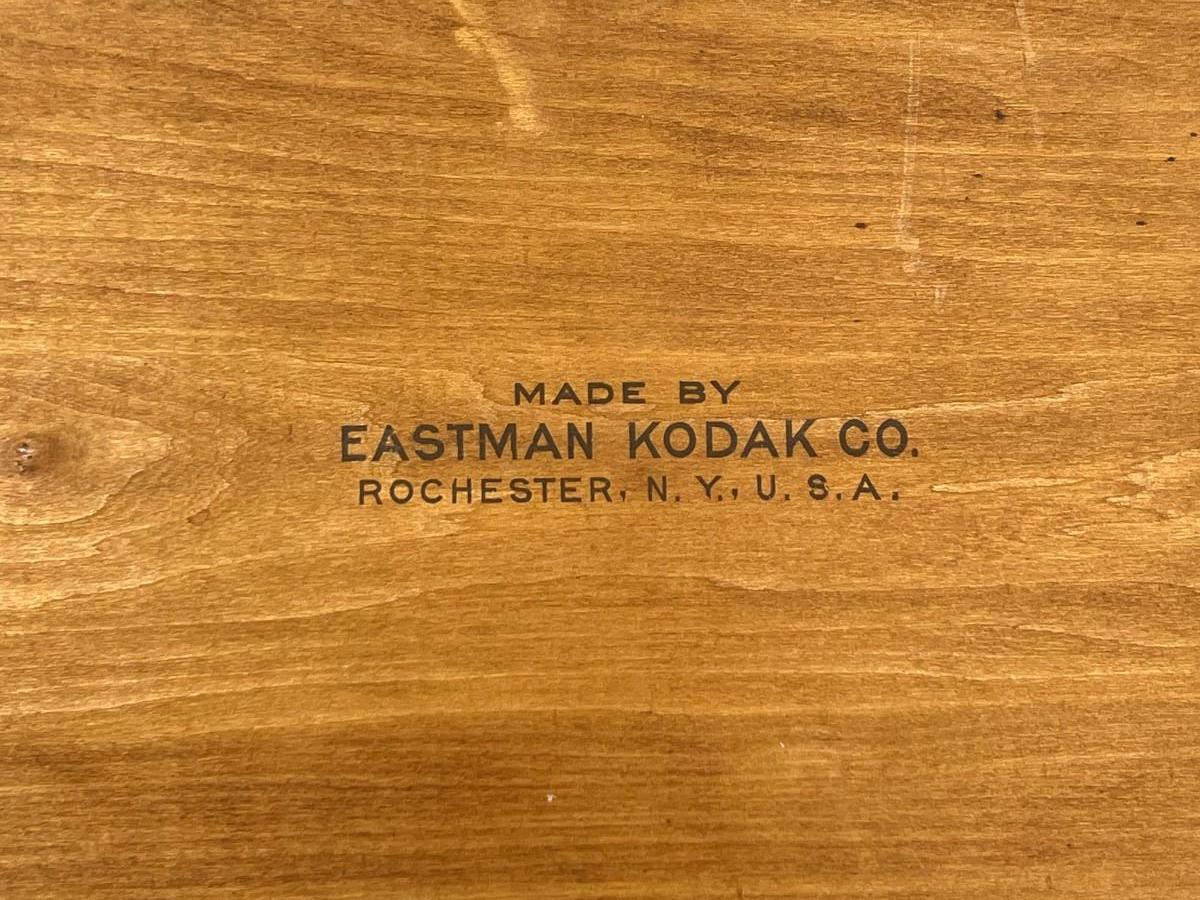 MADE BY
EASTMAN KODAK CO.
ROCHESTER, N. Y., U. S. A.